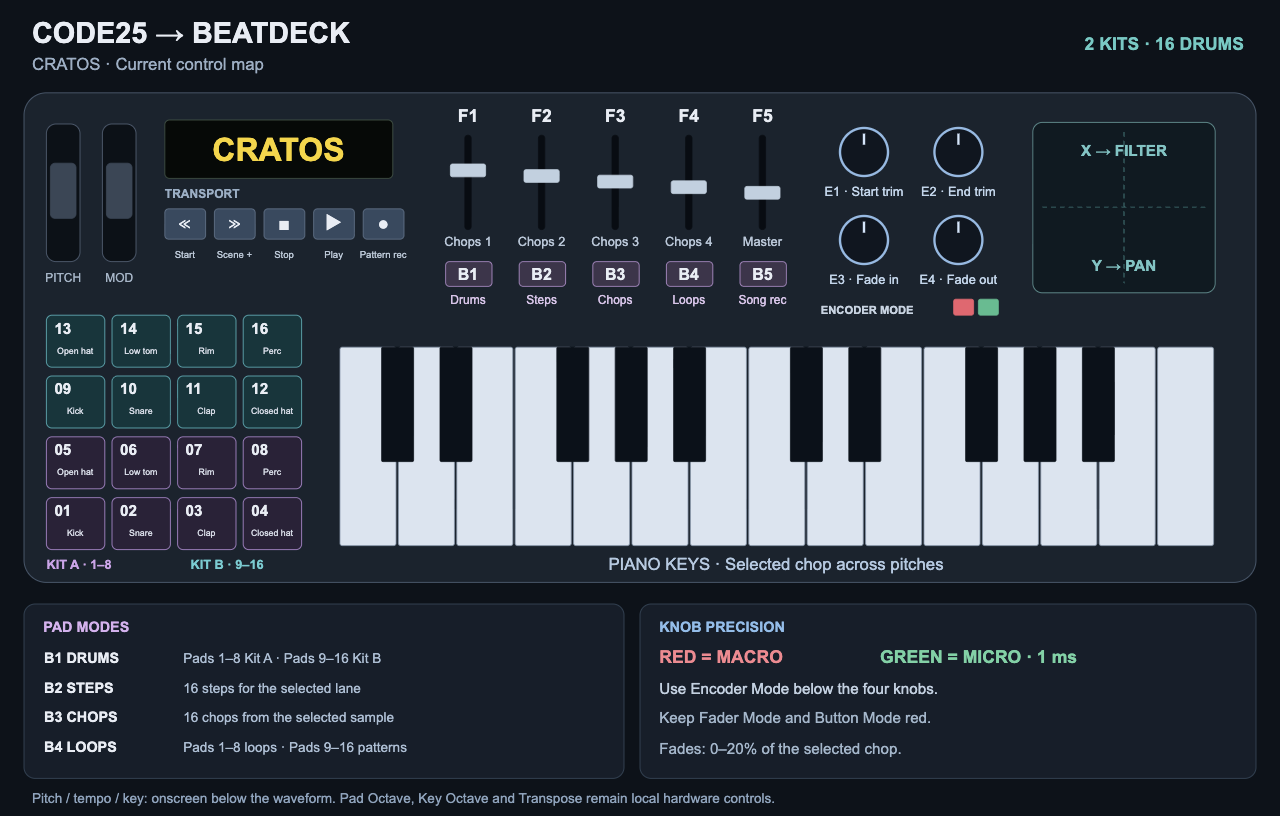 CODE25 → BEATDECK
2 KITS · 16 DRUMS
CRATOS · Current control map
CRATOS
TRANSPORT
Start
Scene +
Stop
Play
Pattern rec
PITCH
MOD
F1
F2
F3
F4
F5
Chops 1
Chops 2
Chops 3
Chops 4
Master
B1
B2
B3
B4
B5
Drums
Steps
Chops
Loops
Song rec
E1 · Start trim
E2 · End trim
E3 · Fade in
E4 · Fade out
ENCODER MODE
X → FILTER
Y → PAN
13
Open hat
14
Low tom
15
Rim
16
Perc
09
Kick
10
Snare
11
Clap
12
Closed hat
05
Open hat
06
Low tom
07
Rim
08
Perc
01
Kick
02
Snare
03
Clap
04
Closed hat
KIT A · 1–8
KIT B · 9–16
PIANO KEYS · Selected chop across pitches
PAD MODES
B1 DRUMS
Pads 1–8 Kit A · Pads 9–16 Kit B
B2 STEPS
16 steps for the selected lane
B3 CHOPS
16 chops from the selected sample
B4 LOOPS
Pads 1–8 loops · Pads 9–16 patterns
KNOB PRECISION
RED = MACRO
GREEN = MICRO · 1 ms
Use Encoder Mode below the four knobs.
Keep Fader Mode and Button Mode red.
Fades: 0–20% of the selected chop.
Pitch / tempo / key: onscreen below the waveform. Pad Octave, Key Octave and Transpose remain local hardware controls.